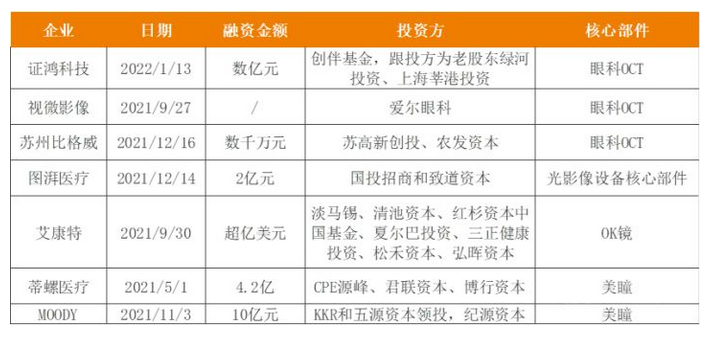 企业 日期 融资金额 投资方 核心部件
证鸿科技 2022/1/13 数亿元 创伴基金，跟投方为老股东绿河
投资、上海莘港投资 眼科OCT
视微影像 2021/9/27 / 爱尔眼科 眼科OCT
苏州比格威 2021/12/16 数千万元 苏高新创投、农发资本 眼科OCT
图湃医疗 2021/12/14 2亿元 国投招商和致道资本 光影像设备核心部件
艾康特 2021/9/30 超亿美元 淡马锡、清池资本、红杉资本中
国基金、夏尔巴投资、三正健康
投资、松禾资本、弘晖资本 OK镜
蒂螺医疗 2021/5/1 4.2亿 CPE源峰、君联资本、博行资本 美瞳
MOODY 2021/11/3 10亿元 KKR和五源资本领投，纪源资本 美瞳